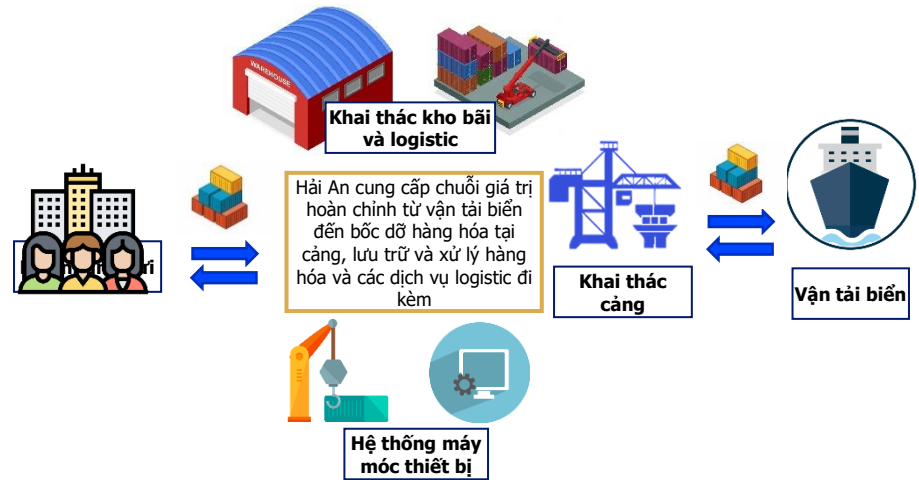 WAREHOUSE
Khai thác kho bãi
và logistic
Hải An cung cấp chuỗi giá trị
hoàn chỉnh từ vận tải biển
đến bốc dỡ hàng hóa tại
cảng, lưu trữ và xử lý hàng
hóa và các dịch vụ logistic đi
kèm
Khai thác
cảng
Vận tải biển
Hệ thống máy
móc thiết bị